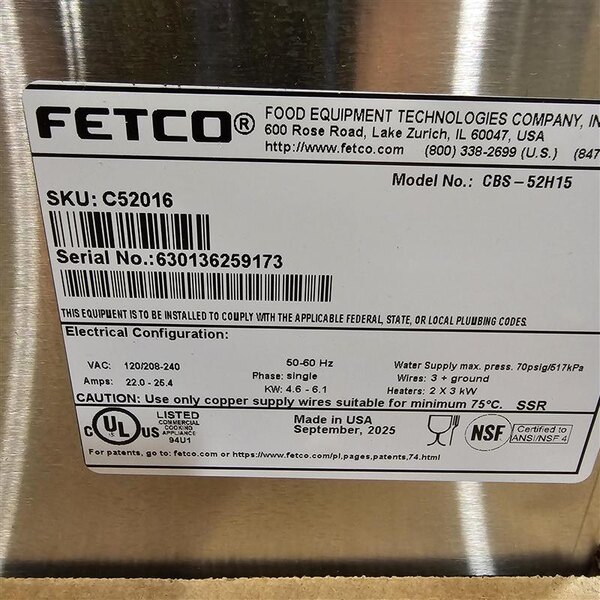 FETCO®
FOOD EQUIPMENT TECHNOLOGIES COMPANY, IN
600 Rose Road, Lake Zurich, IL 60047, USA
http://www.fetco.com (800) 338-2699 (U.S.) (847
Model No.: CBS-52H15
SKU: C52016
Serial No.:630136259173
THIS EQUIPMENT IS TO BE INSTALLED TO COMPLY WITH THE APPLICABLE FEDERAL, STATE, OR LOCAL PLUMBING CODES.
Electrical Configuration:
VAC: 120/208-240 50-60 Hz Water Supply max. press. 70psig/517kPa
Phase: single Wires: 3 + ground
Amps: 22.0 - 25.4 KW: 4.6 - 6.1 Heaters: 2 X 3 kW
CAUTION: Use only copper supply wires suitable for minimum 75°C. SSR
C UL® US
LISTED
COMMERCIAL
COOKING
APPLIANCE
94U1
Made in USA
September, 2025
NSF
Certified to
ANSI/NSF 4
For patents, go to: fetco.com or https://www.fetco.com/pl,pages,patents,74.html